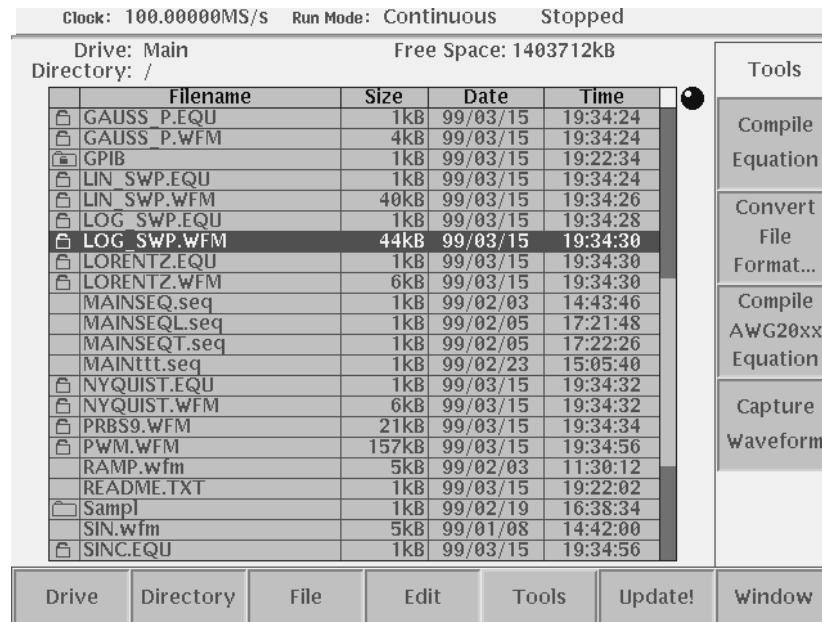 Clock: 100.00000MS/s Run Mode: Continuous Stopped
Drive: Main Free Space: 1403712kB
Directory: /
Filename Size Date Time
GAUSS_P.EQU 1kB 99/03/15 19:34:24
GAUSS_P.WFM 4kB 99/03/15 19:34:24
GPIB 1kB 99/03/15 19:22:34
LIN_SWP.EQU 1kB 99/03/15 19:34:24
LIN_SWP.WFM 40kB 99/03/15 19:34:26
LOG_SWP.EQU 1kB 99/03/15 19:34:28
LOG_SWP.WFM 44kB 99/03/15 19:34:30
LORENTZ.EQU 1kB 99/03/15 19:34:30
LORENTZ.WFM 6kB 99/03/15 19:34:30
MAINSEQ.seq 1kB 99/02/03 14:43:46
MAINSEQL.seq 1kB 99/02/05 17:21:48
MAINSEQT.seq 1kB 99/02/05 17:22:26
MAINttt.seq 1kB 99/02/23 15:05:40
NYQUIST.EQU 1kB 99/03/15 19:34:32
NYQUIST.WFM 6kB 99/03/15 19:34:32
PRBS9.WFM 21kB 99/03/15 19:34:34
PWM.WFM 157kB 99/03/15 19:34:56
RAMP.wfm 5kB 99/02/03 11:30:12
README.TXT 1kB 99/03/15 19:22:02
Sampl 1kB 99/02/19 16:38:34
SIN.wfm 5kB 99/01/08 14:42:00
SINC.EQU 1kB 99/03/15 19:34:56
Tools
Compile
Equation
Convert
File
Format...
Compile
AWG20xx
Equation
Capture
Waveform
Drive Directory File Edit Tools Update! Window